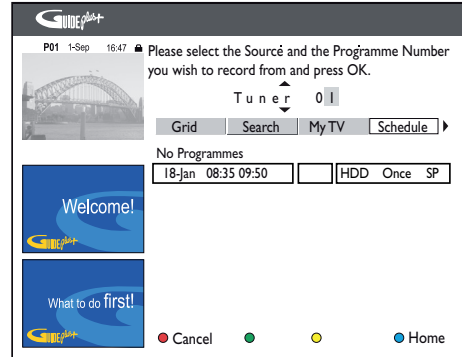 GUIDE plus+
P01 1-Sep 16:47
Please select the Source and the Programme Number
you wish to record from and press OK.
Tuner 01
Grid Search My TV Schedule
No Programmes
18-Jan 08:35 09:50 HDD Once SP
Welcome!
GUIDE plus+
What to do first!
GUIDE plus+
Cancel Home